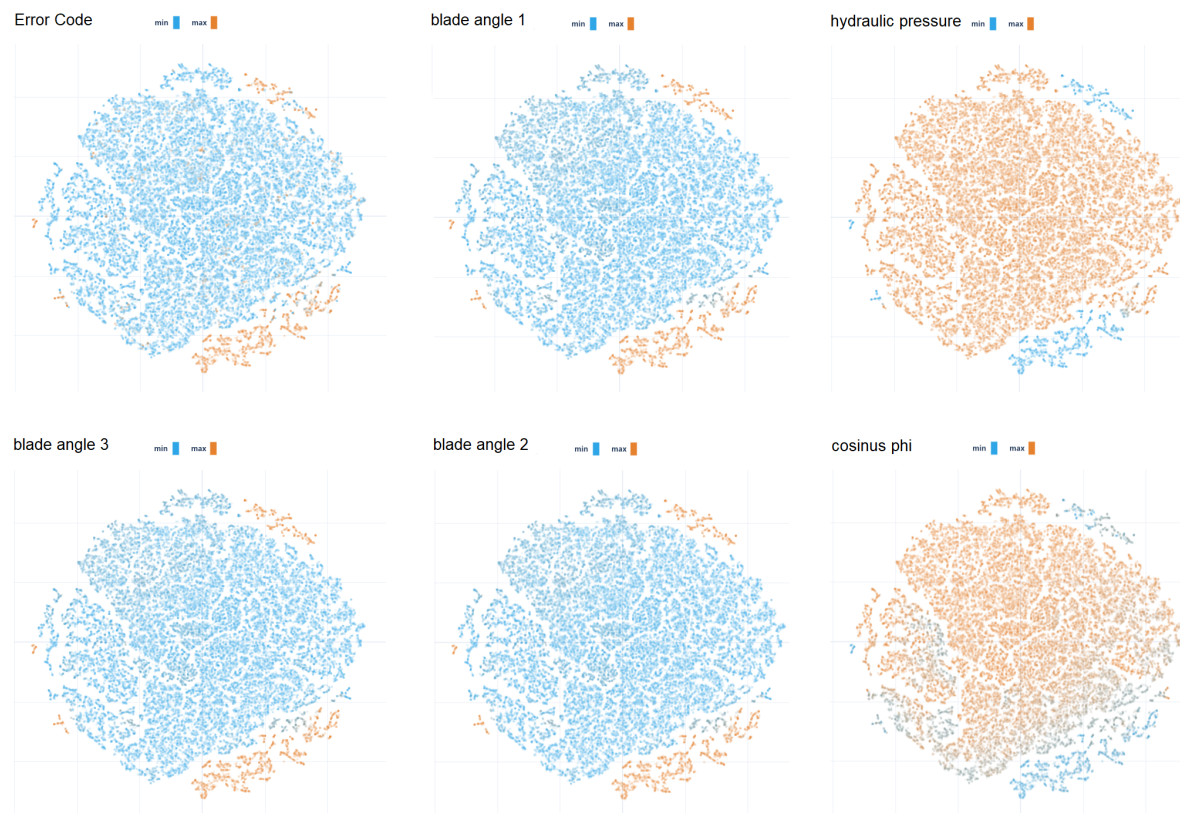 Error Code min max
blade angle 1 min max
hydraulic pressure min max
blade angle 3 min max
blade angle 2 min max
cosinus phi min max